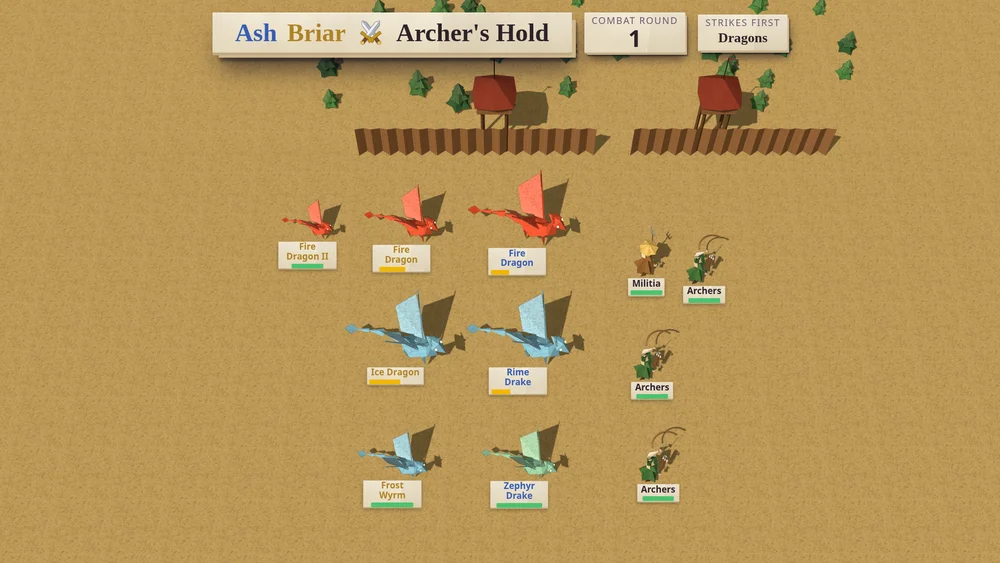 Ash Briar Archer's Hold
COMBAT ROUND
1
STRIKES FIRST
Dragons
Fire
Dragon II
Fire
Dragon
Fire
Dragon
Militia
Archers
Ice Dragon
Rime
Drake
Archers
Frost
Wyrm
Zephyr
Drake
Archers